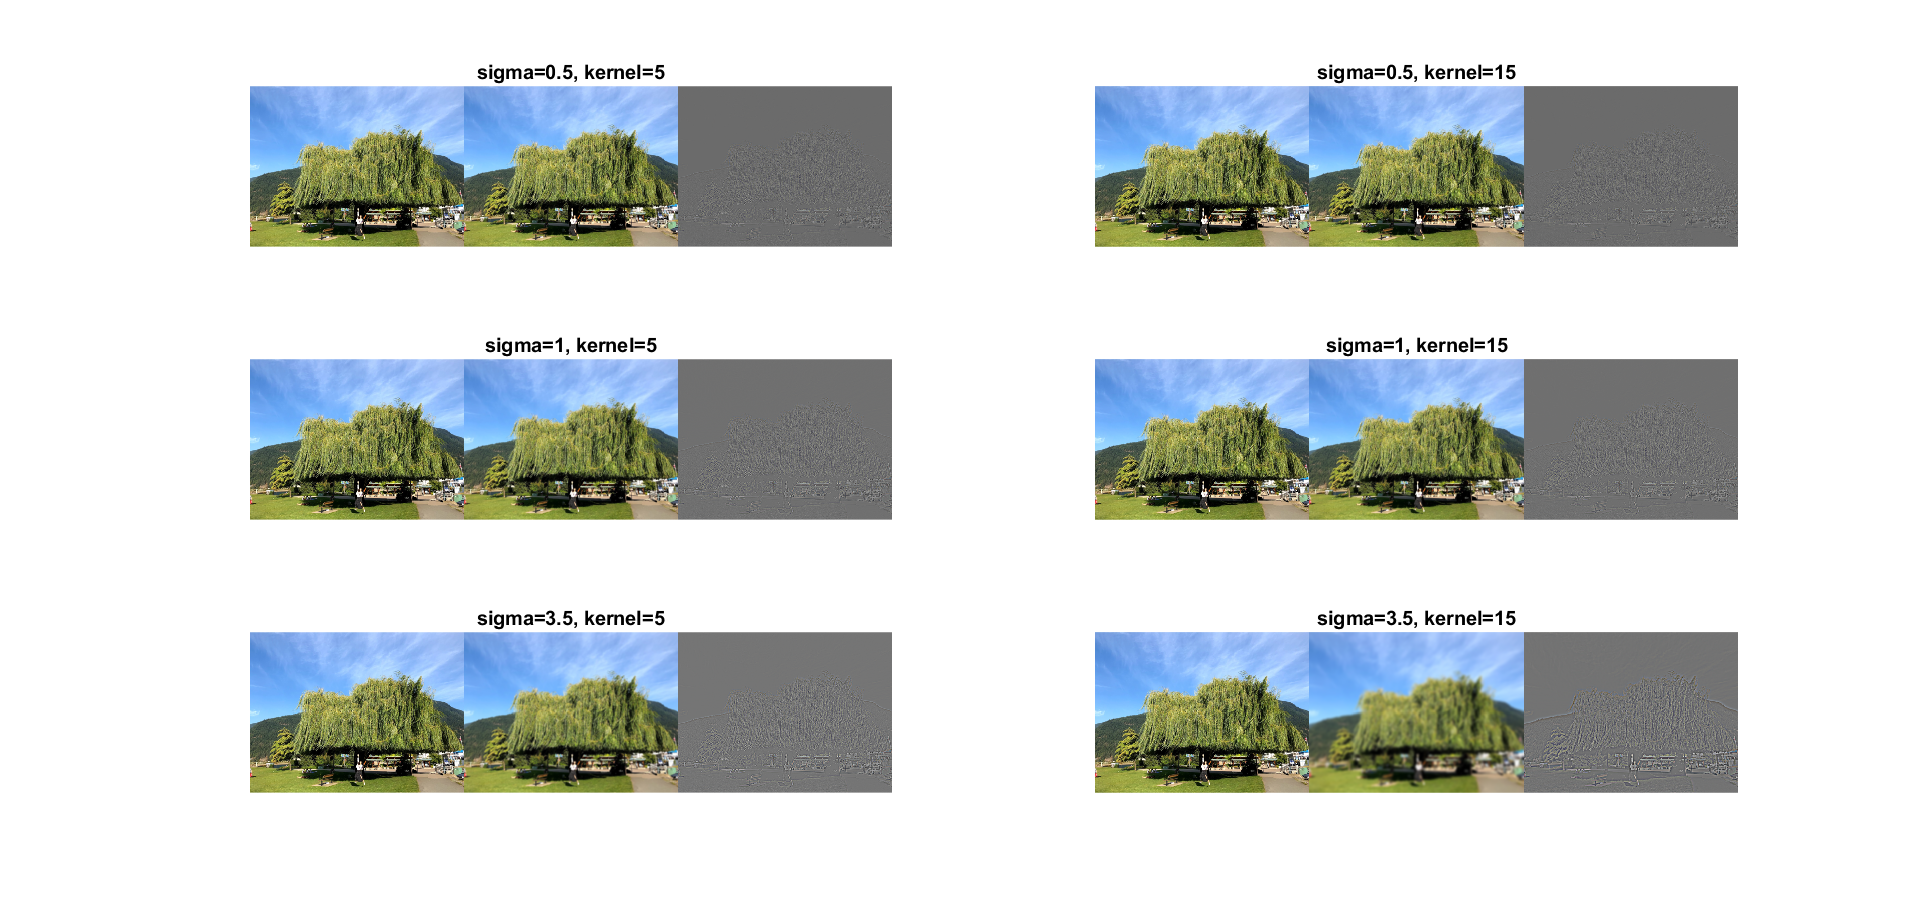 sigma=0.5, kernel=5
sigma=0.5, kernel=15
sigma=1, kernel=5
sigma=1, kernel=15
sigma=3.5, kernel=5
sigma=3.5, kernel=15